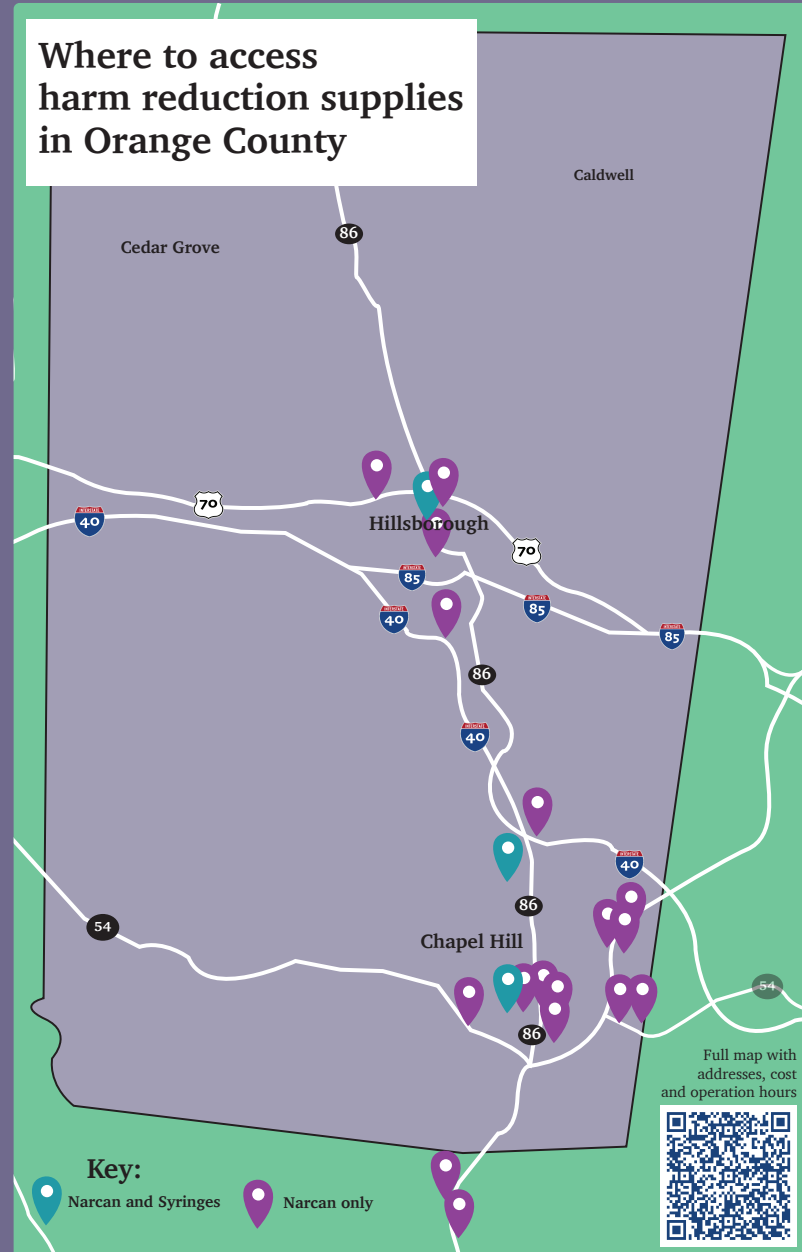 Where to access
harm reduction supplies
in Orange County
Caldwell
86
Cedar Grove
70
40
Hillsborough
70
85
85
40
85
86
40
40
86
54
Chapel Hill
54
86
Full map with
addresses, cost
and operation hours
Key:
Narcan and Syringes
Narcan only